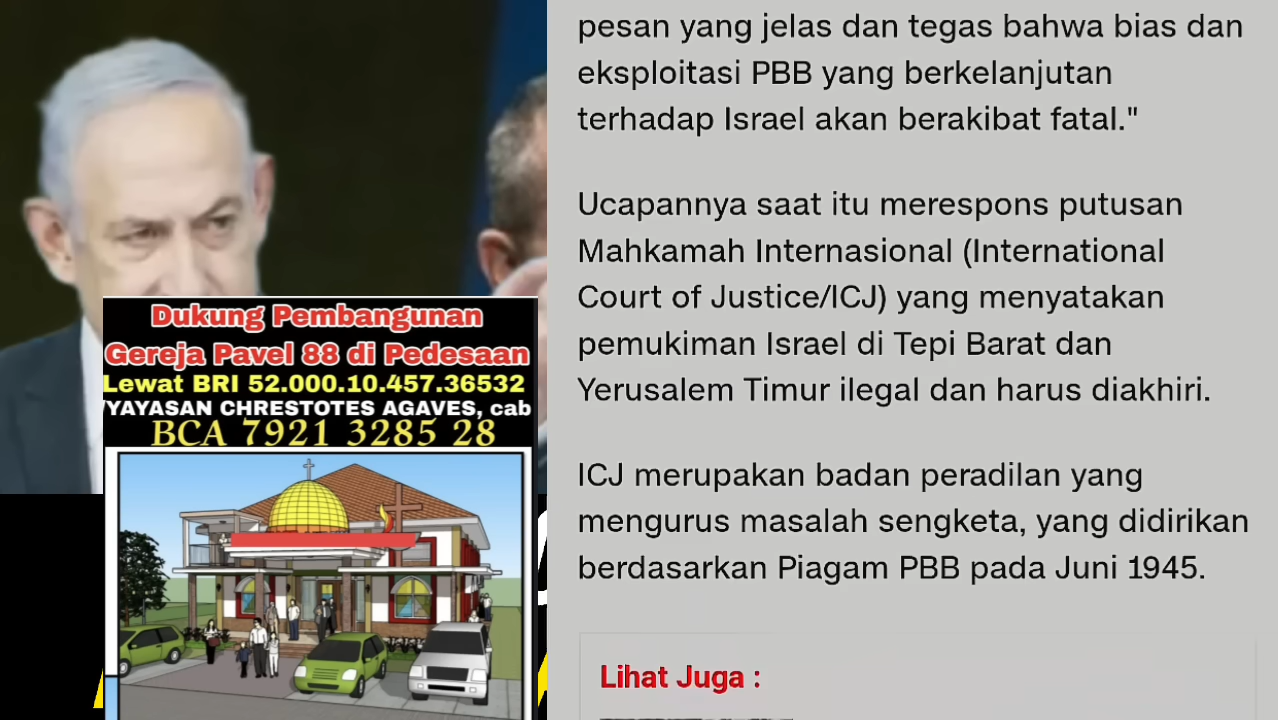 Dukung Pembangunan
Gereja Pavel 88 di Pedesaan
Lewat BRI 52.000.10.457.36532
YAYASAN CHRESTOTES AGAVES, cab
BCA 7921 3285 28
pesan yang jelas dan tegas bahwa bias dan
eksploitasi PBB yang berkelanjutan
terhadap Israel akan berakibat fatal."
Ucapannya saat itu merespons putusan
Mahkamah Internasional (International
Court of Justice/ICJ) yang menyatakan
pemukiman Israel di Tepi Barat dan
Yerusalem Timur ilegal dan harus diakhiri.
ICJ merupakan badan peradilan yang
mengurus masalah sengketa, yang didirikan
berdasarkan Piagam PBB pada Juni 1945.
Lihat Juga :